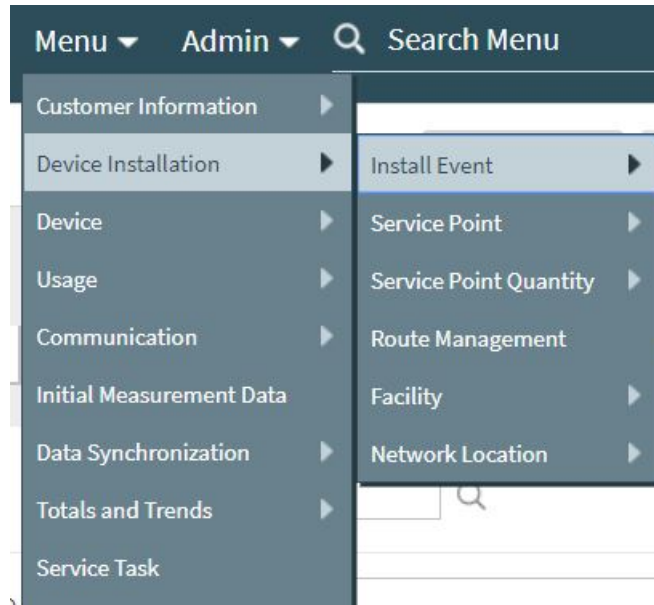 Menu Admin Search Menu
Customer Information
Device Installation
Device
Usage
Communication
Initial Measurement Data
Data Synchronization
Totals and Trends
Service Task
Install Event
Service Point
Service Point Quantity
Route Management
Facility
Network Location